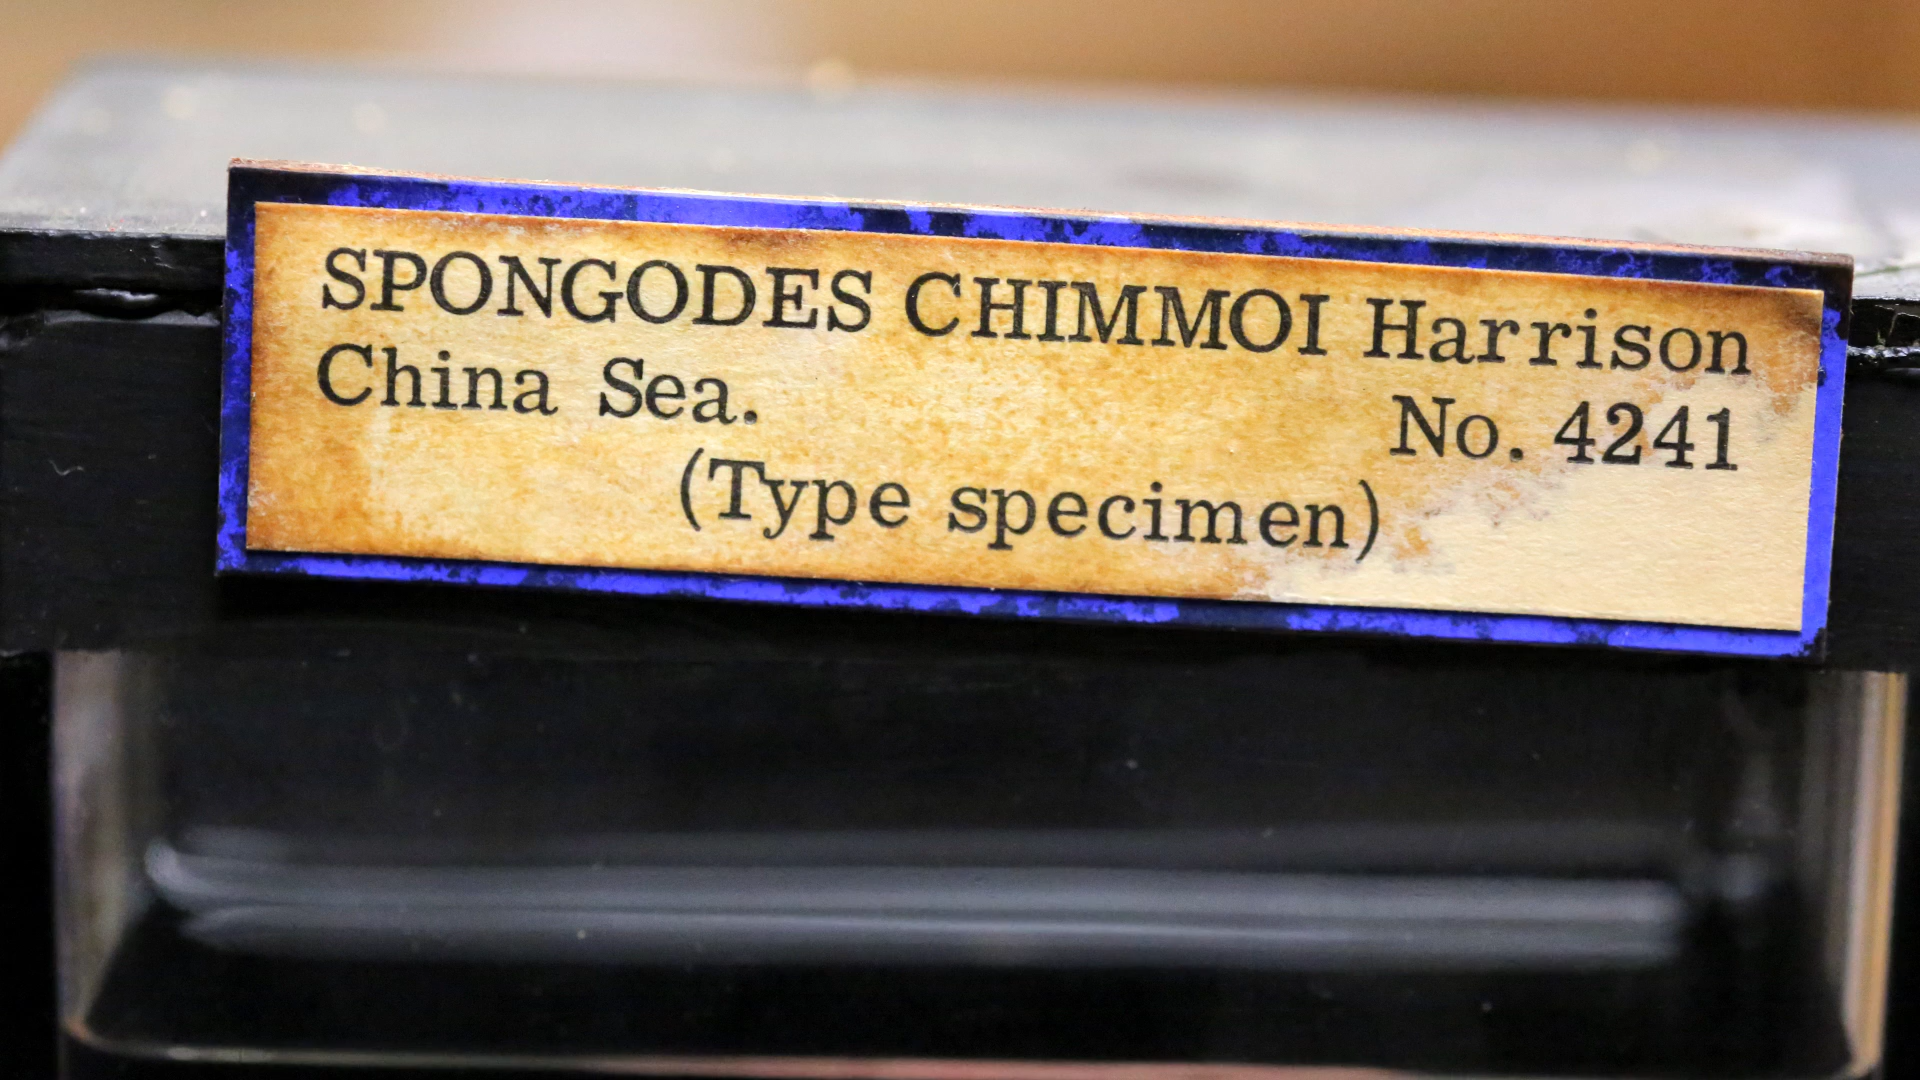 SPONGODES CHIMMOI Harrison
China Sea. No. 4241
(Type specimen)